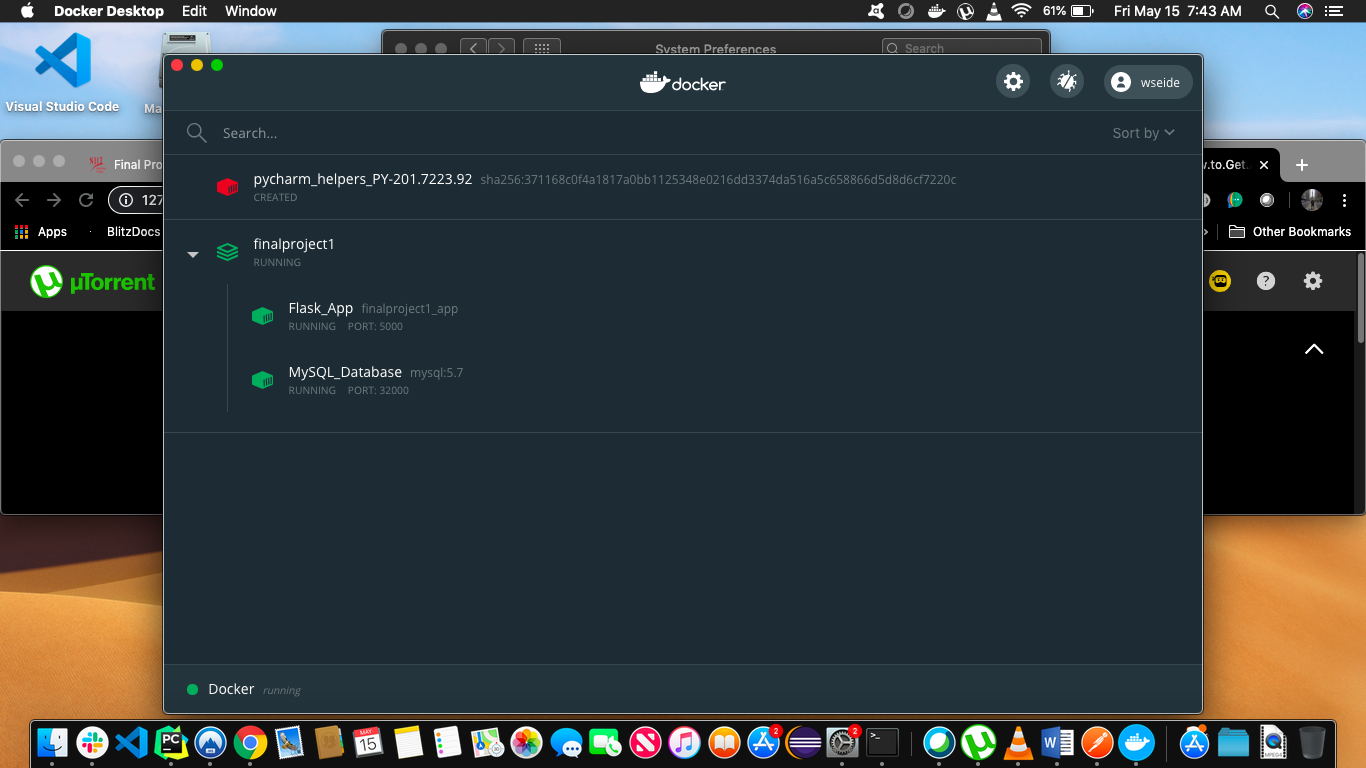 Docker Desktop Edit Window 61% Fri May 15 7:43 AM
System Preferences Search
docker
wseide
Visual Studio Code
Ma
Search...
Sort by
Final Pro
w.to.Get.
pycharm_helpers_PY-201.7223.92 sha256:371168c0f4a1817a0bb1125348e0216dd3374da516a5c658866d5d8d6cf7220c
CREATED
127
Apps BlitzDocs
Other Bookmarks
finalproject1
RUNNING
µTorrent
Flask_App finalproject1_app
RUNNING PORT: 5000
MySQL_Database mysql:5.7
RUNNING PORT: 32000
Docker running
PC
MAY
15
2
2
W
MPEG4